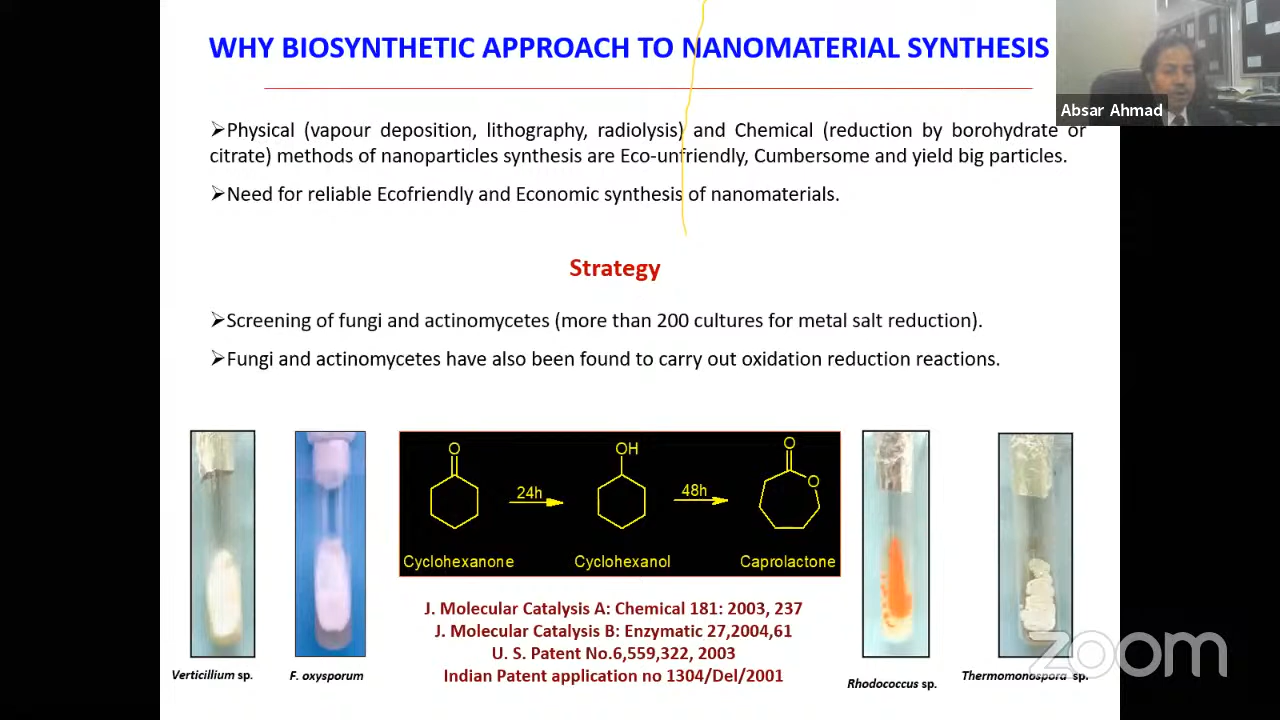 WHY BIOSYNTHETIC APPROACH TO NANOMATERIAL SYNTHESIS
Absar Ahmad
➢Physical (vapour deposition, lithography, radiolysis) and Chemical (reduction by borohydrate or
citrate) methods of nanoparticles synthesis are Eco-unfriendly, Cumbersome and yield big particles.
➢Need for reliable Ecofriendly and Economic synthesis of nanomaterials.
Strategy
➢Screening of fungi and actinomycetes (more than 200 cultures for metal salt reduction).
➢Fungi and actinomycetes have also been found to carry out oxidation reduction reactions.
O
OH
O
O
24h
48h
Cyclohexanone
Cyclohexanol
Caprolactone
J. Molecular Catalysis A: Chemical 181: 2003, 237
J. Molecular Catalysis B: Enzymatic 27,2004,61
U. S. Patent No.6,559,322, 2003
Indian Patent application no 1304/Del/2001
Verticillium sp.
F. oxysporum
Rhodococcus sp.
Thermomonospora sp.
zoom